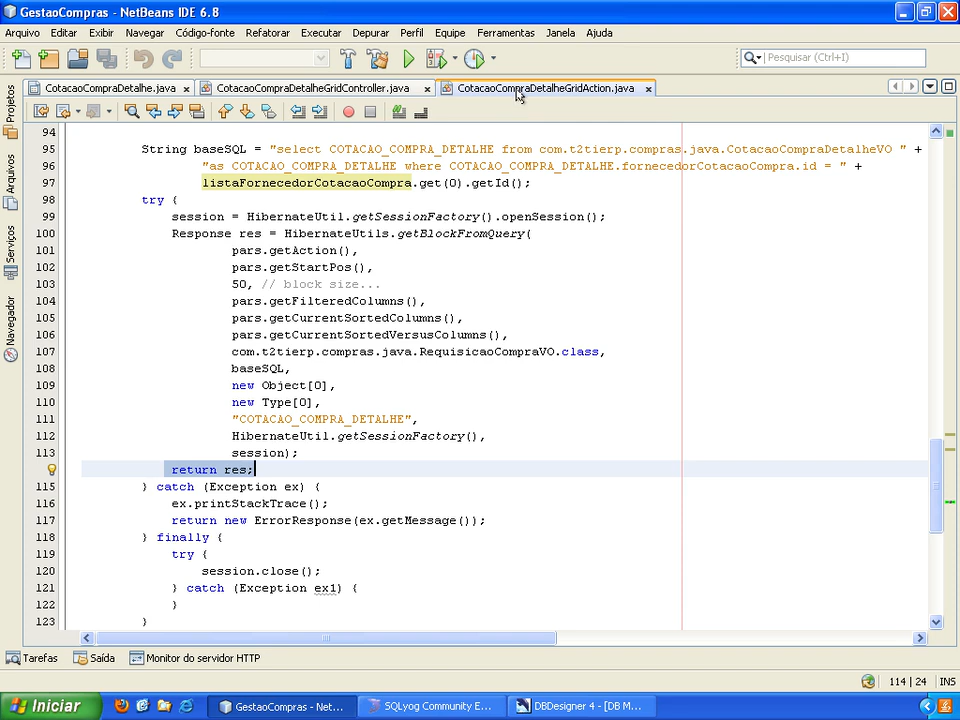 GestaoCompras - NetBeans IDE 6.8
Arquivo Editar Exibir Navegar Código-fonte Refatorar Executar Depurar Perfil Equipe Ferramentas Janela Ajuda
Pesquisar (Ctrl+I)
CotacaoCompraDetalhe.java CotacaoCompraDetalheGridController.java CotacaoCompraDetalheGridAction.java
Projetos
Arquivos
Serviços
Navegador
94
95 String baseSQL = "select COTACAO_COMPRA_DETALHE from com.t2tierp.compras.java.CotacaoCompraDetalheVO " +
96 "as COTACAO_COMPRA_DETALHE where COTACAO_COMPRA_DETALHE.fornecedorCotacaoCompra.id = " +
97 listaFornecedorCotacaoCompra.get(0).getId();
98 try {
99 session = HibernateUtil.getSessionFactory().openSession();
100 Response res = HibernateUtils.getBlockFromQuery(
101 pars.getAction(),
102 pars.getStartPos(),
103 50, // block size...
104 pars.getFilteredColumns(),
105 pars.getCurrentSortedColumns(),
106 pars.getCurrentSortedVersusColumns(),
107 com.t2tierp.compras.java.RequisicaoCompraVO.class,
108 baseSQL,
109 new Object[0],
110 new Type[0],
111 "COTACAO_COMPRA_DETALHE",
112 HibernateUtil.getSessionFactory(),
113 session);
return res;
115 } catch (Exception ex) {
116 ex.printStackTrace();
117 return new ErrorResponse(ex.getMessage());
118 } finally {
119 try {
120 session.close();
121 } catch (Exception ex1) {
122 }
123 }
Tarefas Saída Monitor do servidor HTTP
114 | 24 INS
Iniciar GestaoCompras - Net... SQLyog Community E... DBDesigner 4 - [DB M...